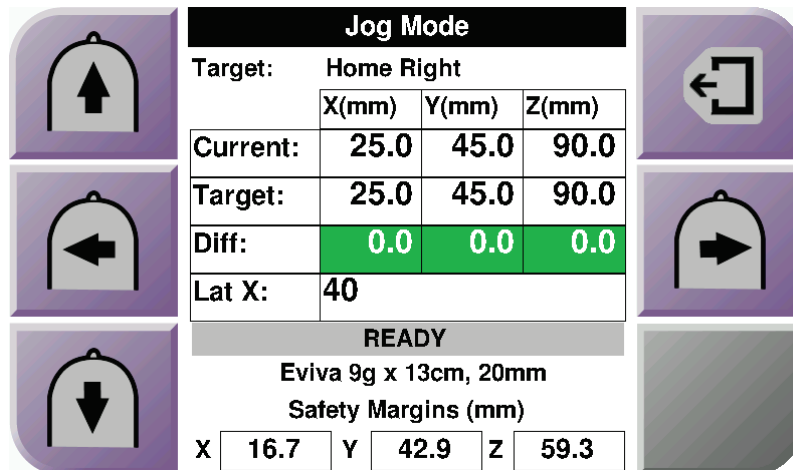 Jog Mode
Target: Home Right
X(mm) Y(mm) Z(mm)
Current: 25.0 45.0 90.0
Target: 25.0 45.0 90.0
Diff: 0.0 0.0 0.0
Lat X: 40
READY
Eviva 9g x 13cm, 20mm
Safety Margins (mm)
X 16.7 Y 42.9 Z 59.3